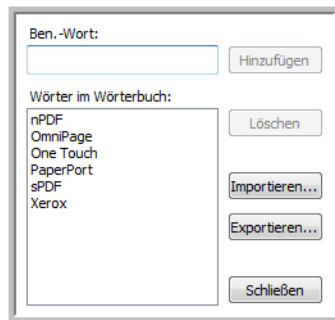 Ben.-Wort:
Hinzufügen
Wörter im Wörterbuch:
nPDF
OmniPage
One Touch
PaperPort
sPDF
Xerox
Löschen
Importieren...
Exportieren...
Schließen